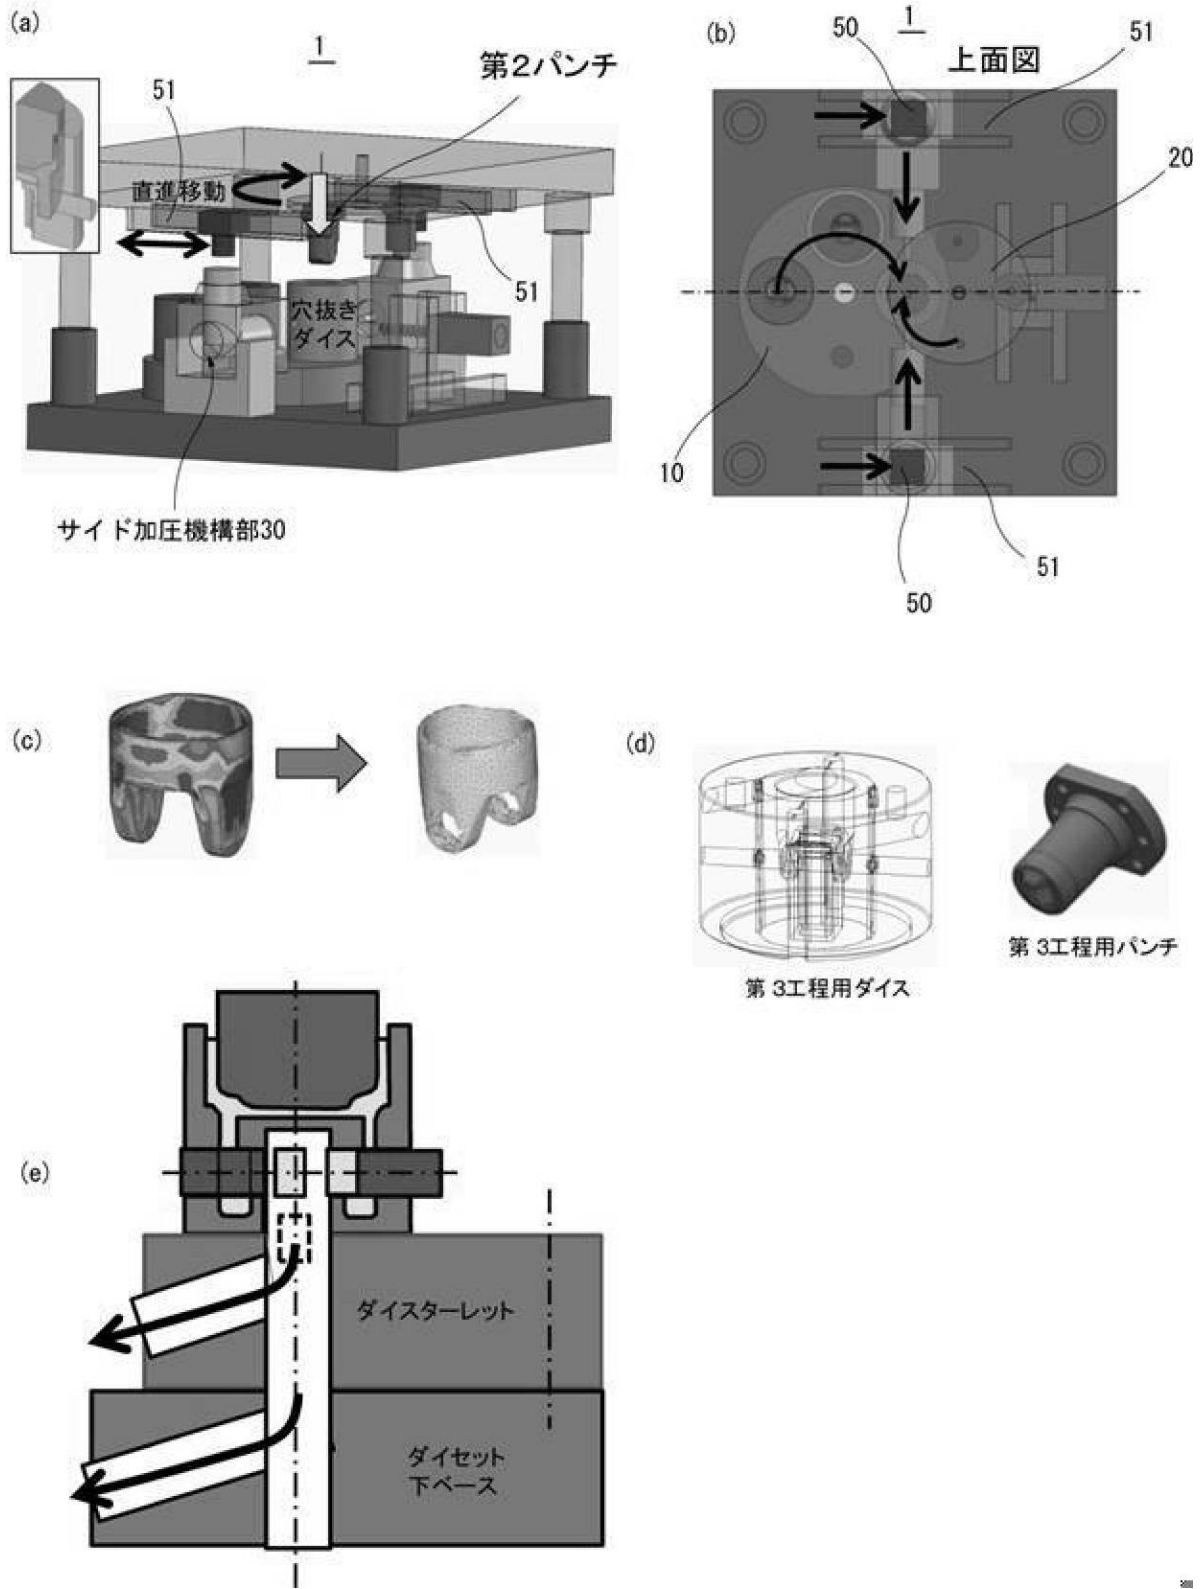 (a)
1
第2パンチ
51
直進移動
51
穴抜き
ダイス
サイド加圧機構部30
(b)
50
1
51
上面図
20
10
51
50
(c)
(d)
第3工程用ダイス
第3工程用パンチ
(e)
ダイスターレット
ダイセット
下ベース